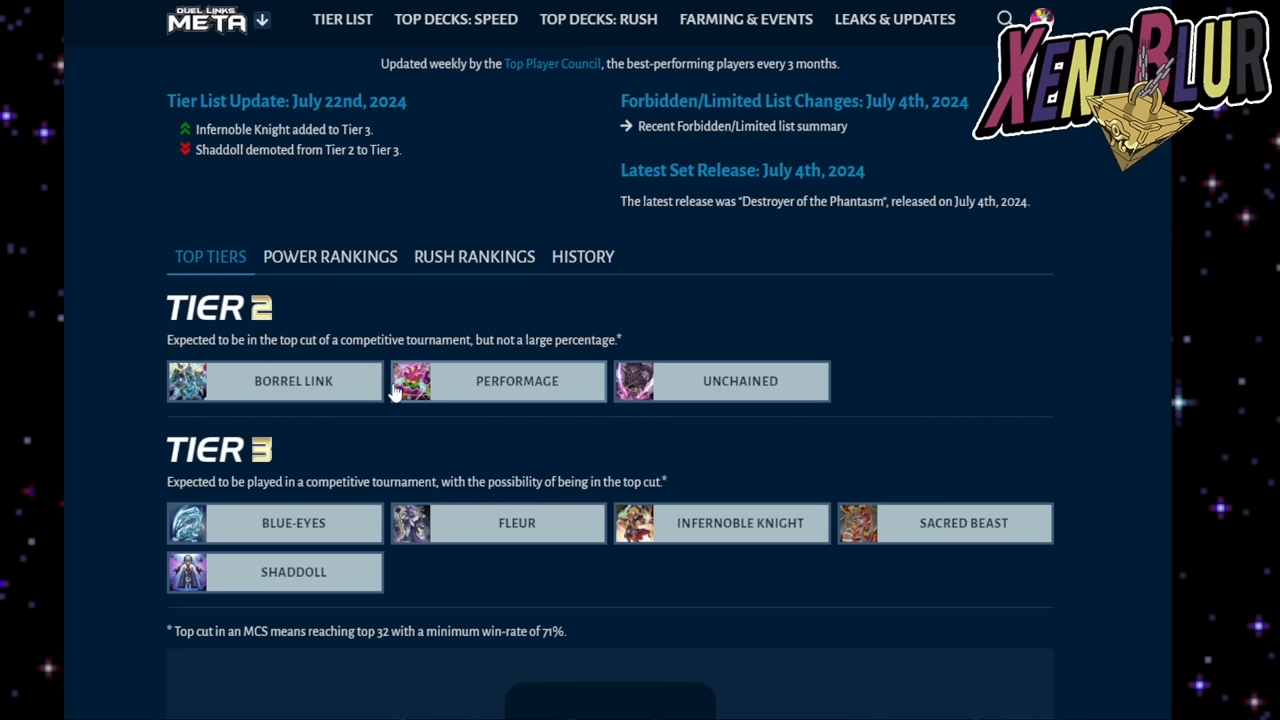 DUEL LINKS
META
TIER LIST
TOP DECKS: SPEED
TOP DECKS: RUSH
FARMING & EVENTS
LEAKS & UPDATES
XENOBLUR
Updated weekly by the Top Player Council, the best-performing players every 3 months.
Tier List Update: July 22nd, 2024
Infernoble Knight added to Tier 3.
Shaddoll demoted from Tier 2 to Tier 3.
Forbidden/Limited List Changes: July 4th, 2024
Recent Forbidden/Limited list summary
Latest Set Release: July 4th, 2024
The latest release was "Destroyer of the Phantasm", released on July 4th, 2024.
TOP TIERS
POWER RANKINGS
RUSH RANKINGS
HISTORY
TIER 2
Expected to be in the top cut of a competitive tournament, but not a large percentage.*
BORREL LINK
PERFORMAGE
UNCHAINED
TIER 3
Expected to be played in a competitive tournament, with the possibility of being in the top cut.*
BLUE-EYES
FLEUR
INFERNOBLE KNIGHT
SACRED BEAST
SHADDOLL
* Top cut in an MCS means reaching top 32 with a minimum win-rate of 71%.